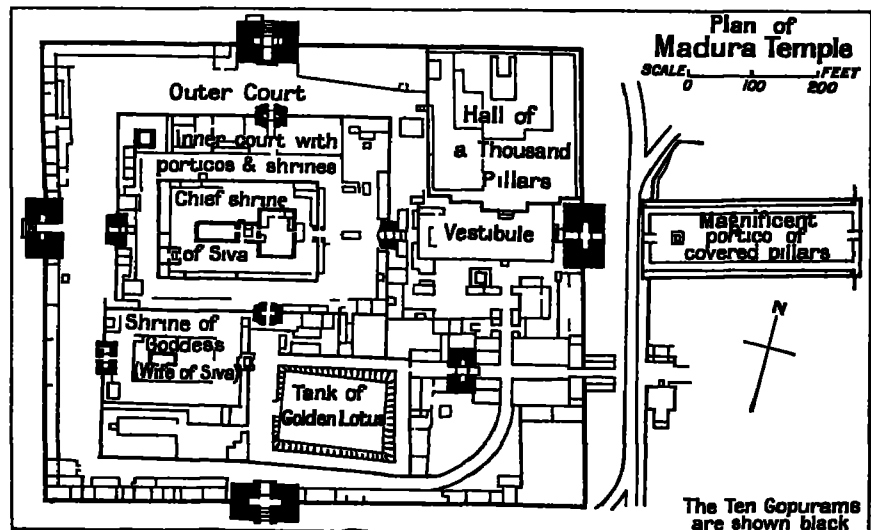 Plan of
Madura Temple
SCALE FEET
0 100 200
Outer Court
Inner court with
porticos & shrines
Chief shrine
of Siva
Hall of
a Thousand
Pillars
Vestibule
Magnificent
portico of
covered pillars
N
Shrine of
Goddess
(Wife of Siva)
Tank of
Golden Lotus
The Ten Gopurams
are shown black